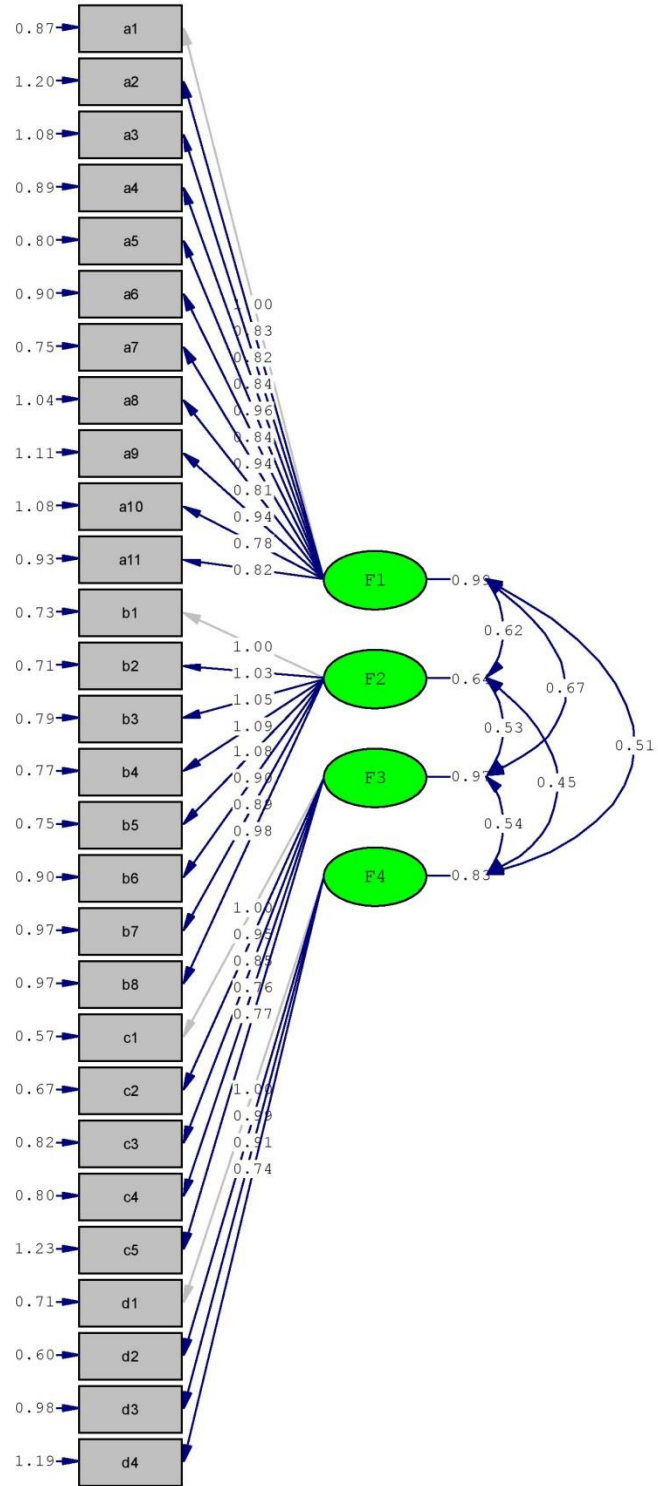 0.87 a1
1.20 a2
1.08 a3
0.89 a4
0.80 a5
0.90 a6
0.75 a7
1.04 a8
1.11 a9
1.08 a10
0.93 a11
0.73 b1
0.71 b2
0.79 b3
0.77 b4
0.75 b5
0.90 b6
0.97 b7
0.97 b8
0.57 c1
0.67 c2
0.82 c3
0.80 c4
1.23 c5
0.71 d1
0.60 d2
0.98 d3
1.19 d4
1.00
0.83
0.82
0.84
0.96
0.84
0.94
0.81
0.94
0.78
0.82
1.00
1.03
1.05
1.09
1.08
0.90
0.89
0.98
1.00
0.95
0.85
0.76
0.77
1.00
0.99
0.91
0.74
F1 0.99
F2 0.64
F3 0.97
F4 0.83
0.62
0.67
0.53
0.51
0.45
0.54